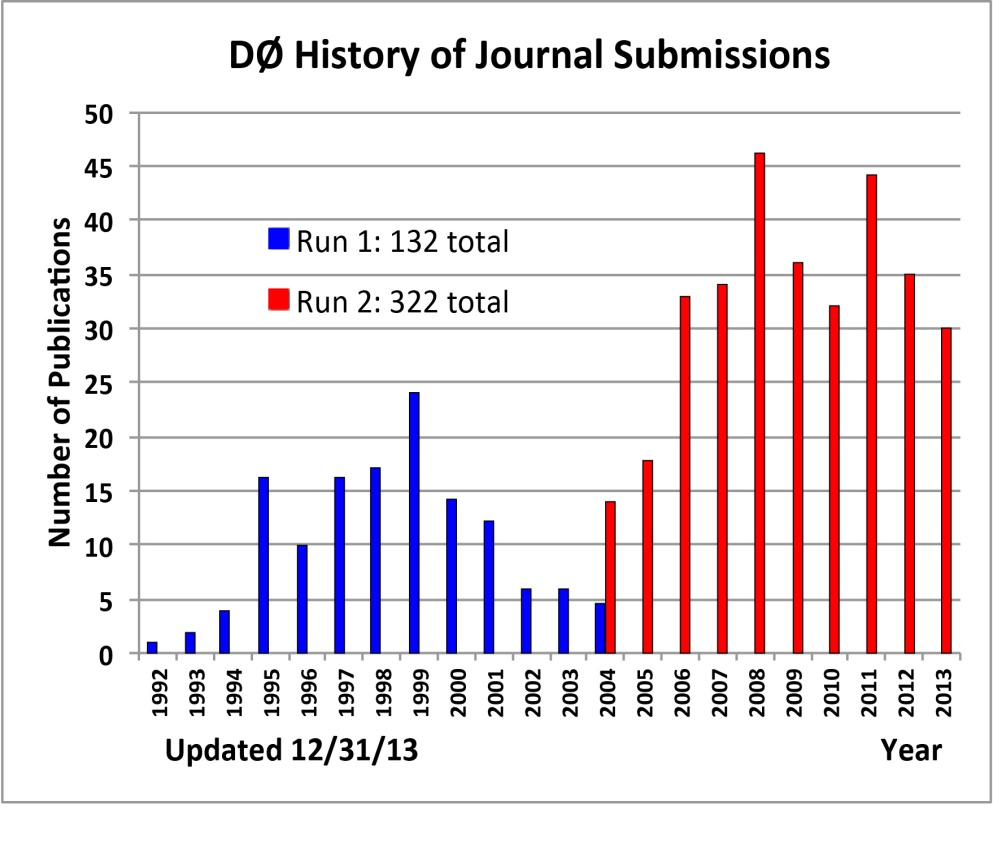 DØ History of Journal Submissions
50
45
40
35
30
25
20
15
10
5
0
Number of Publications
Run 1: 132 total
Run 2: 322 total
1992 1993 1994 1995 1996 1997 1998 1999 2000 2001 2002 2003 2004 2005 2006 2007 2008 2009 2010 2011 2012 2013
Updated 12/31/13 Year